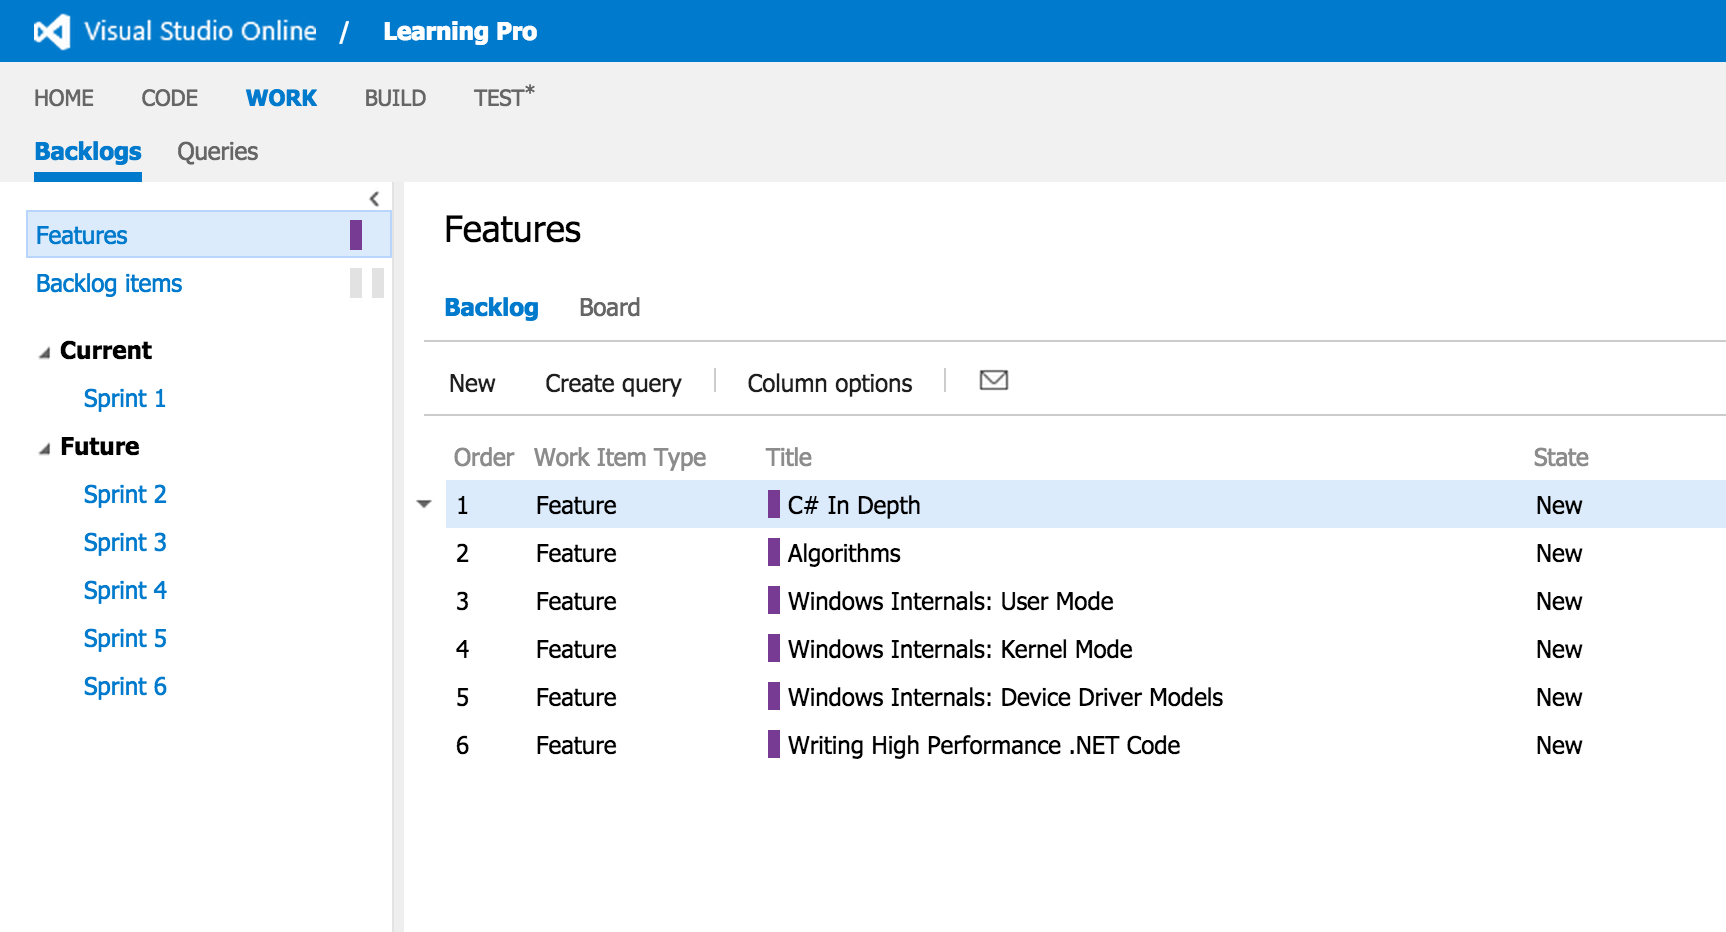 Visual Studio Online / Learning Pro
HOME CODE WORK BUILD TEST*
Backlogs Queries
Features
Backlog items
Current
Sprint 1
Future
Sprint 2
Sprint 3
Sprint 4
Sprint 5
Sprint 6
Features
Backlog Board
New Create query Column options
Order Work Item Type Title State
1 Feature C# In Depth New
2 Feature Algorithms New
3 Feature Windows Internals: User Mode New
4 Feature Windows Internals: Kernel Mode New
5 Feature Windows Internals: Device Driver Models New
6 Feature Writing High Performance .NET Code New